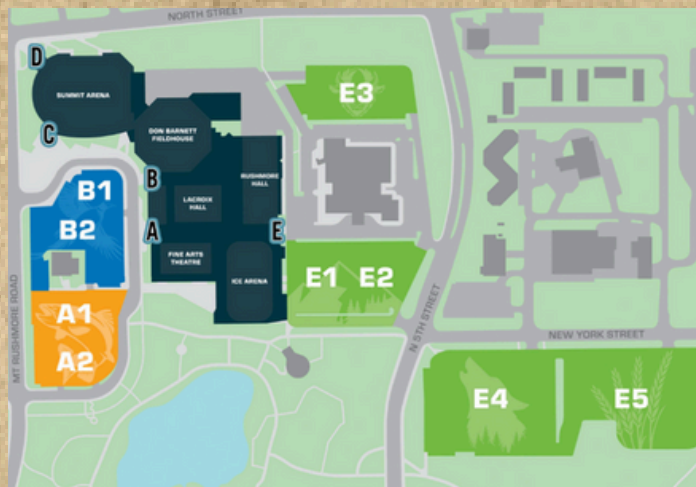 NORTH STREET
D
SUMMIT ARENA
C
DON BARNETT
FIELDHOUSE
E3
B
RUSHMORE
HALL
LACROIX
HALL
B1
B2
A
E
FINE ARTS
THEATRE
ICE ARENA
E1 E2
A1
A2
MT RUSHMORE ROAD
N 5TH STREET
NEW YORK STREET
E4
E5